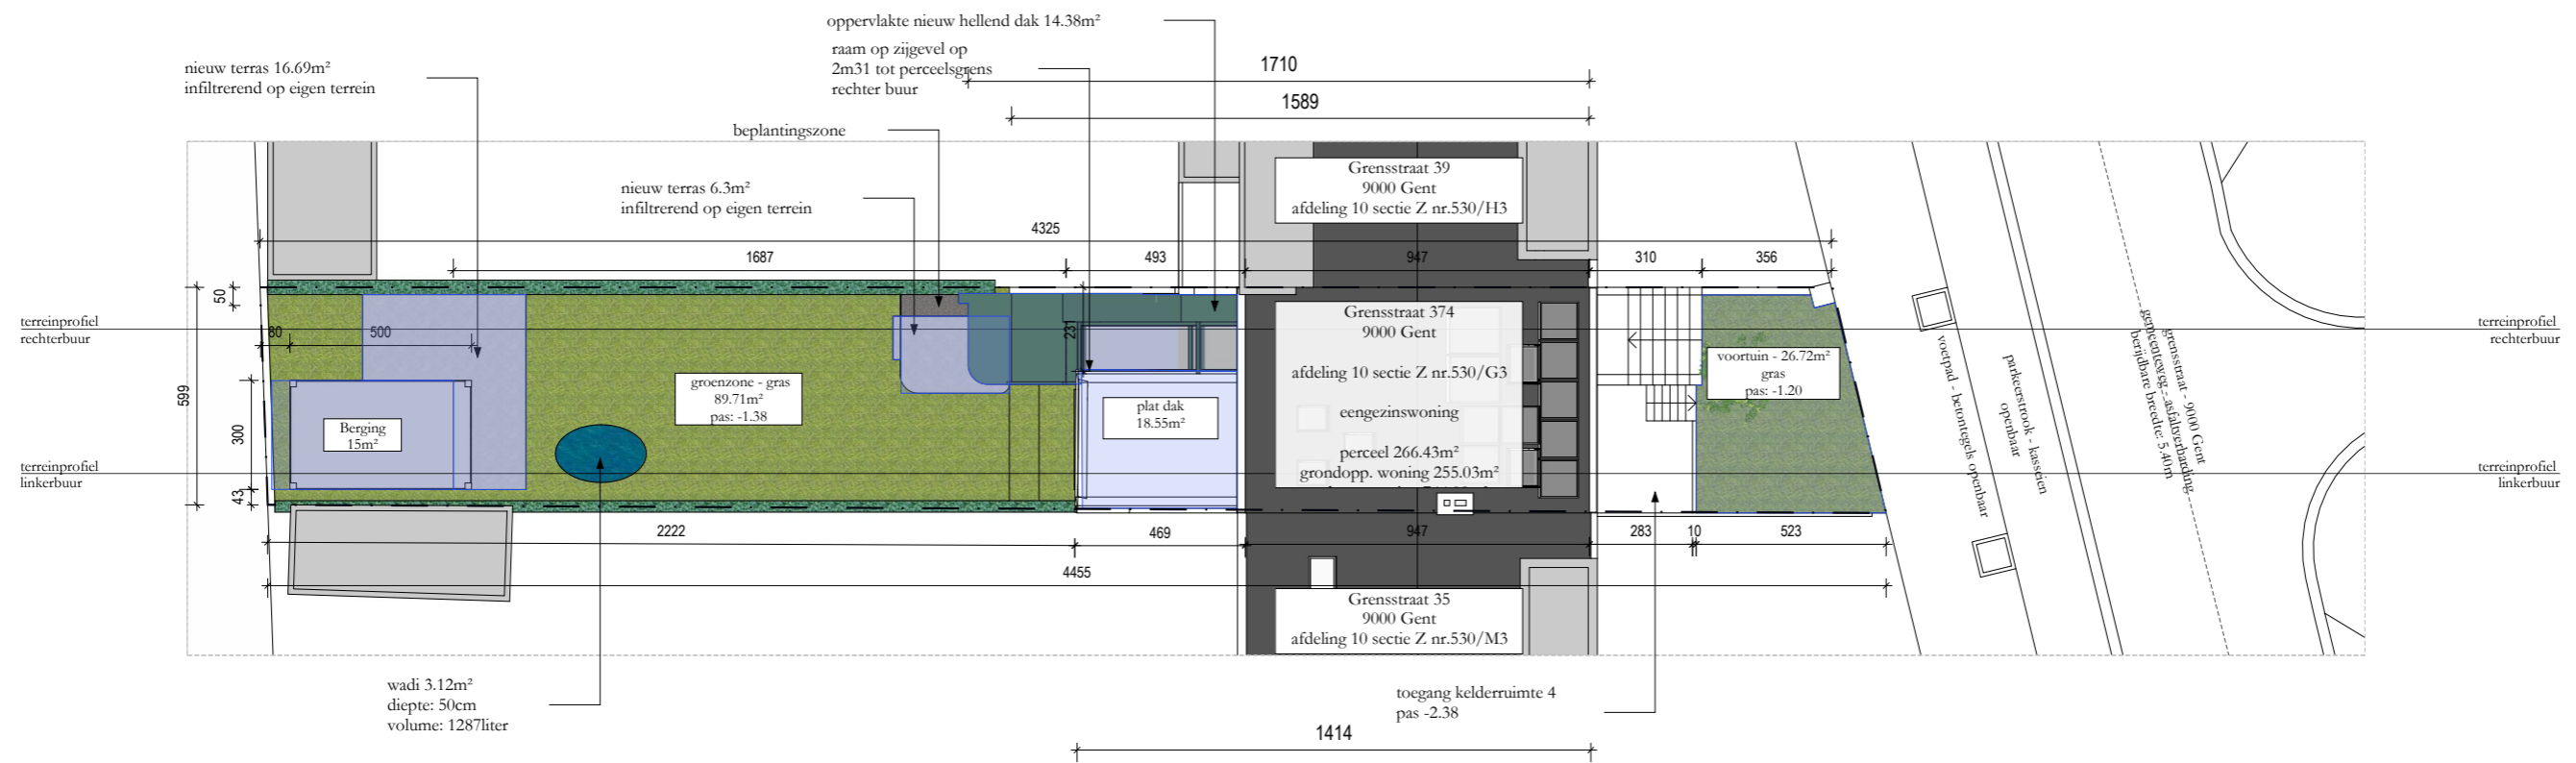 oppervlakte nieuw hellend dak 14.38m²
raam op zijgevel op
2m31 tot perceelsgrens
rechter buur
nieuw terras 16.69m²
infiltrerend op eigen terrein
1710
1589
beplantingszone
nieuw terras 6.3m²
infiltrerend op eigen terrein
Grensstraat 39
9000 Gent
afdeling 10 sectie Z nr.530/H3
4325
1687
493
947
310
356
50
599
80
500
231
300
43
terreinprofiel
rechterbuur
terreinprofiel
rechterbuur
Grensstraat 374
9000 Gent
afdeling 10 sectie Z nr.530/G3
eengezinswoning
perceel 266.43m²
grondopp. woning 255.03m²
voortuin - 26.72m²
gras
pas: -1.20
groenzone - gras
89.71m²
pas: -1.38
plat dak
18.55m²
Berging
15m²
voetpad - betontegels openbaar
parkeerstrook - kasseien
openbaar
grensstraat - 9000 Gent
gemeenteweg - asfaltverharding
berijdbare breedte: 5.40m
terreinprofiel
linkerbuur
terreinprofiel
linkerbuur
2222
469
947
283
10
523
4455
Grensstraat 35
9000 Gent
afdeling 10 sectie Z nr.530/M3
wadi 3.12m²
diepte: 50cm
volume: 1287liter
toegang kelderruimte 4
pas -2.38
1414